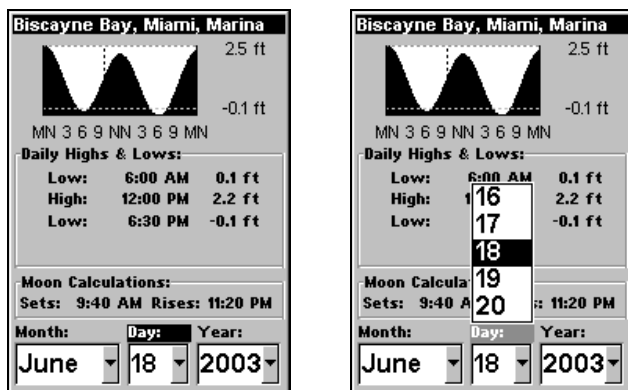 Biscayne Bay, Miami, Marina
2.5 ft
-0.1 ft
MN 3 6 9 NN 3 6 9 MN
Daily Highs & Lows:
Low: 6:00 AM 0.1 ft
High: 12:00 PM 2.2 ft
Low: 6:30 PM -0.1 ft
Moon Calculations:
Sets: 9:40 AM Rises: 11:20 PM
Month: Day: Year:
June 18 2003
Biscayne Bay, Miami, Marina
2.5 ft
-0.1 ft
MN 3 6 9 NN 3 6 9 MN
Daily Highs & Lows:
Low: 6:00 AM 0.1 ft
High: 1 2.2 ft
Low: -0.1 ft
16
17
18
19
20
Moon Calcula
Sets: 9:40 A s: 11:20 PM
Month: Day: Year:
June 18 2003